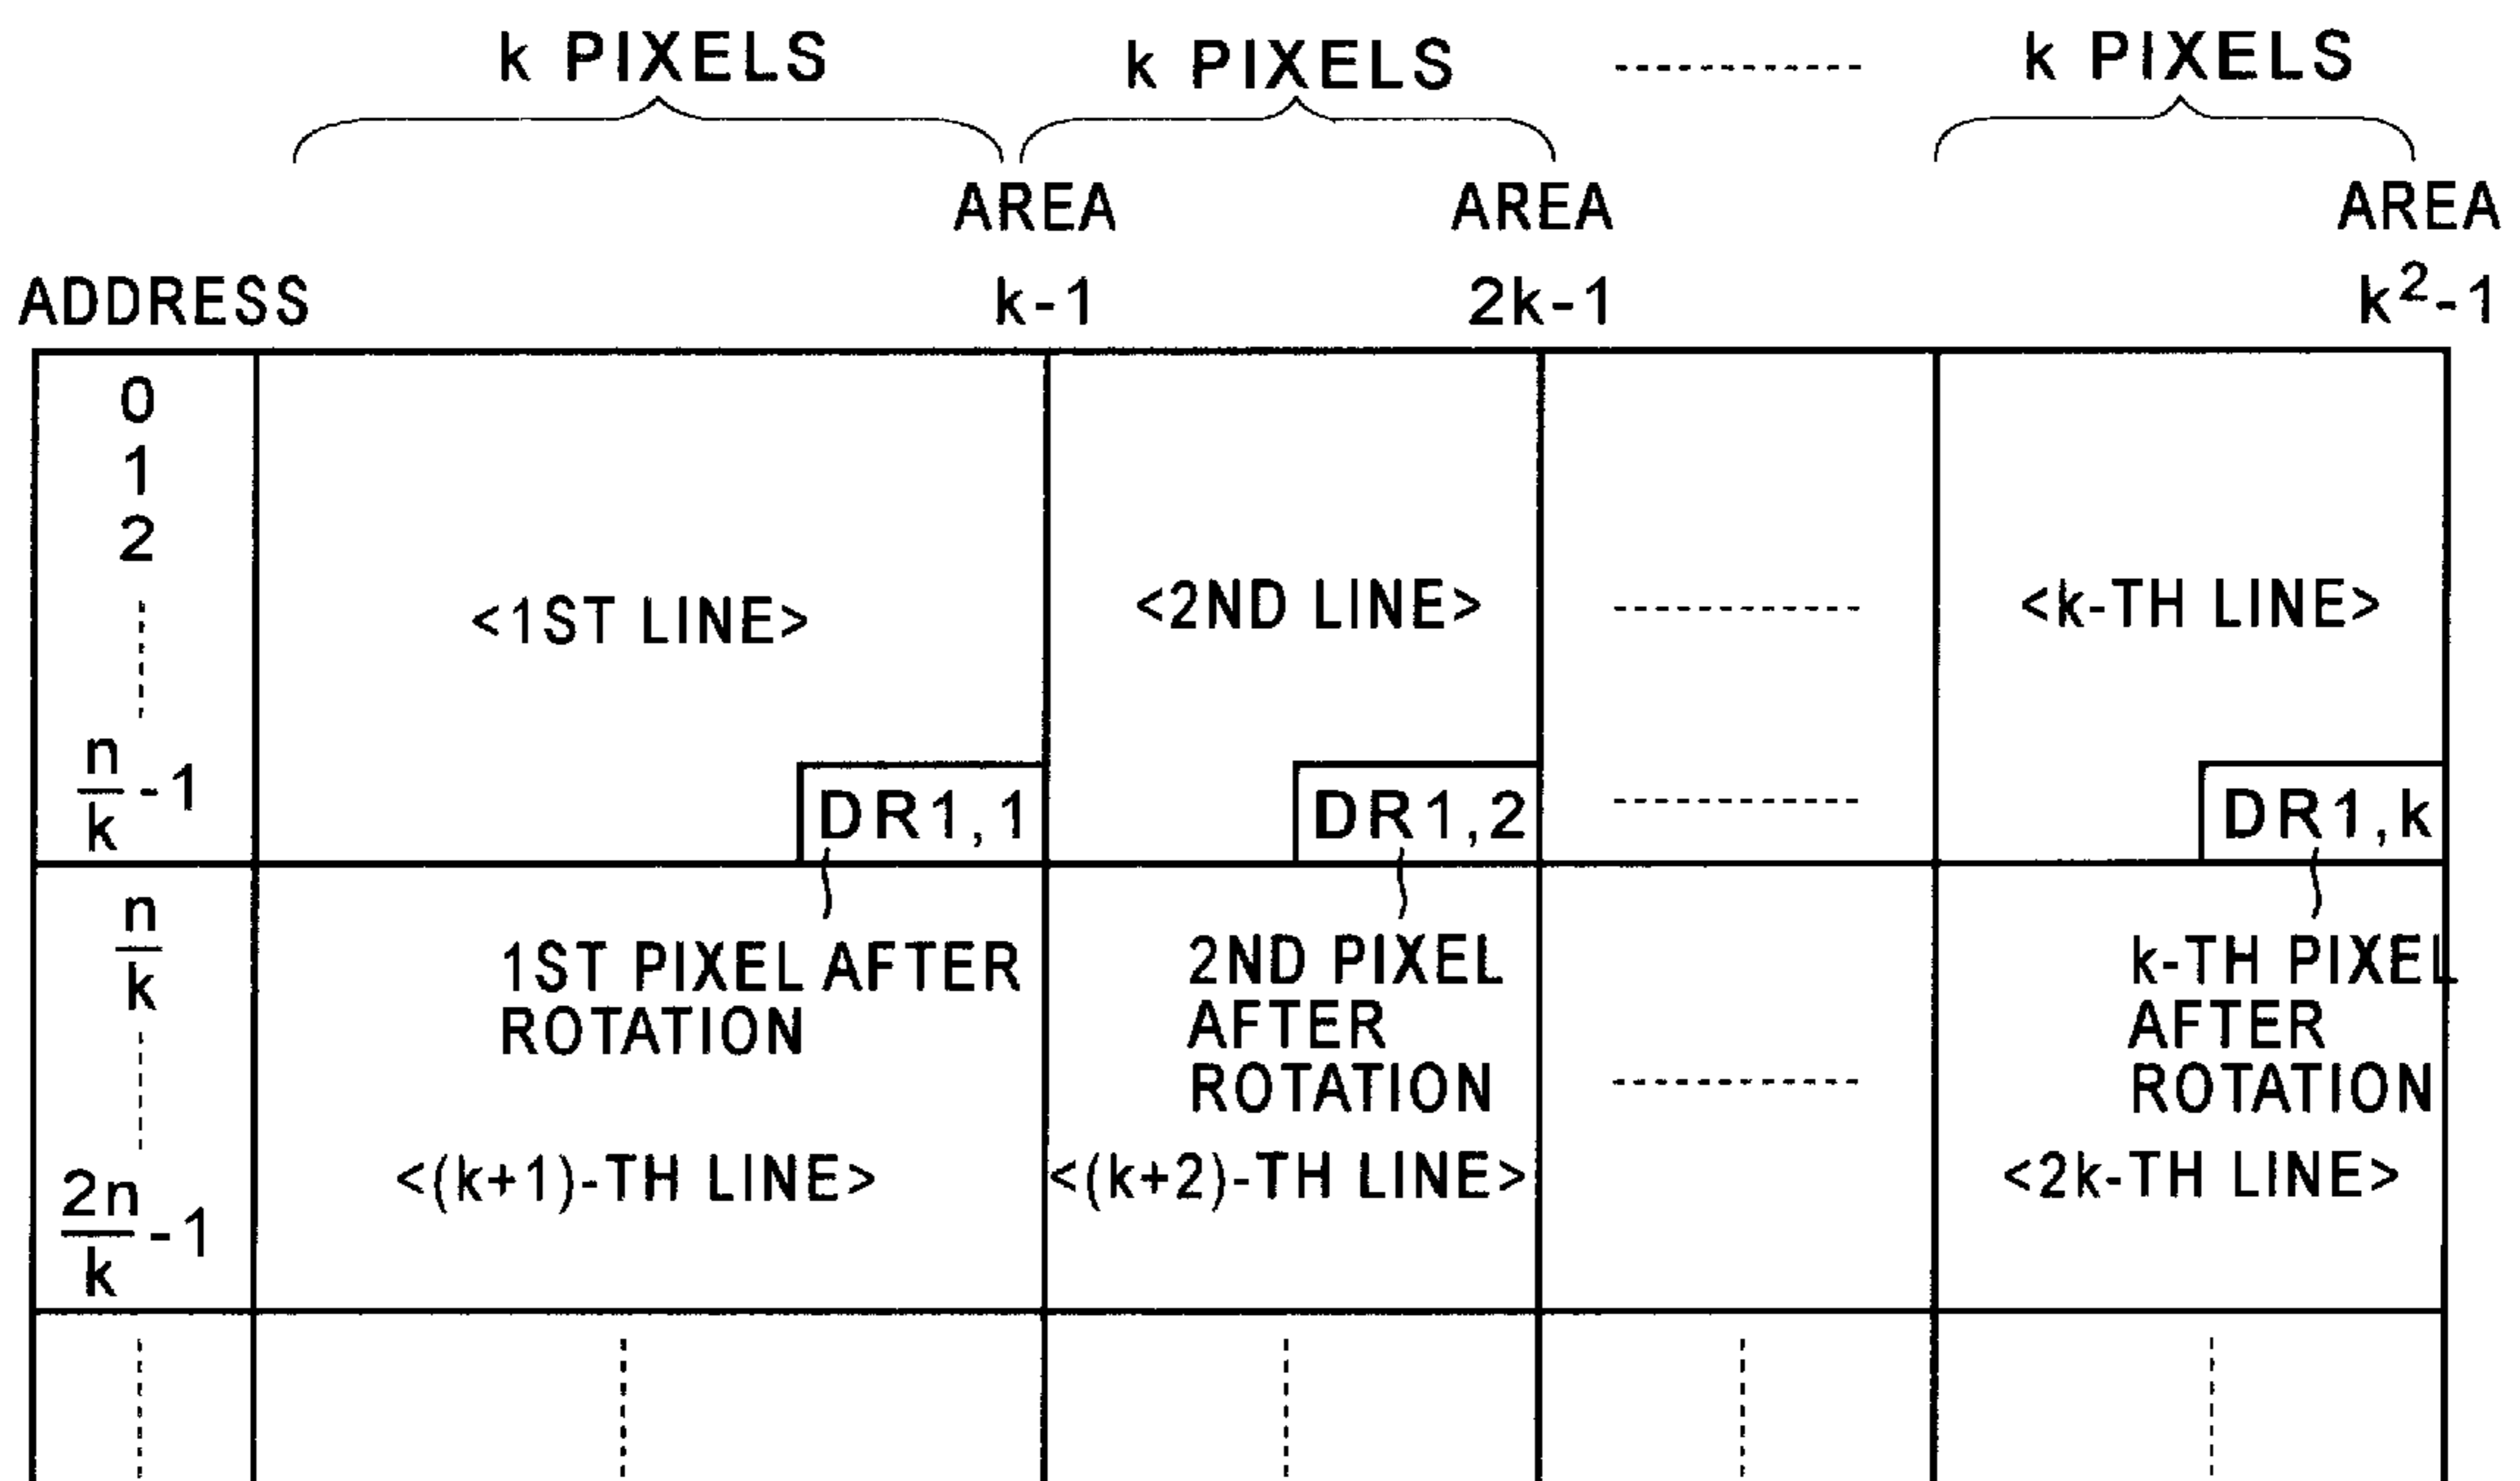 k PIXELS k PIXELS ----------- k PIXELS
AREA AREA AREA
ADDRESS k-1 2k-1 ----------- k²-1
0
1
2
<1ST LINE> <2ND LINE> ----------- <k-TH LINE>
n/k -1 DR1,1 DR1,2 ----------- DR1,k
n/k
1ST PIXEL AFTER 2ND PIXEL k-TH PIXEL
ROTATION AFTER AFTER
ROTATION ----------- ROTATION
2n/k -1 <(k+1)-TH LINE> <(k+2)-TH LINE> <2k-TH LINE>